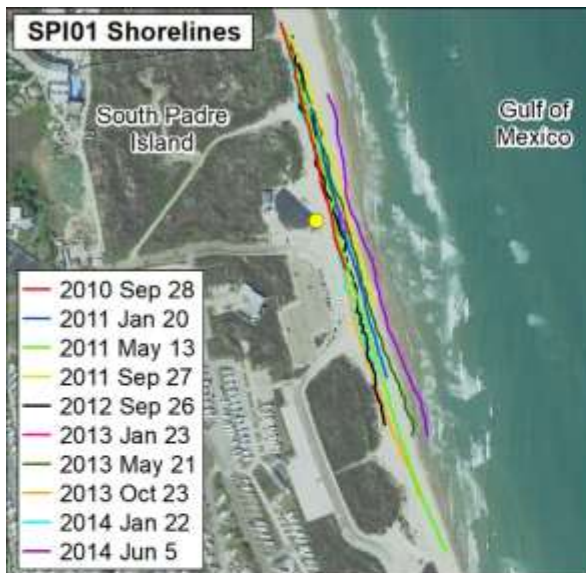 SPI01 Shorelines
South Padre
Island
Gulf of
Mexico
2010 Sep 28
2011 Jan 20
2011 May 13
2011 Sep 27
2012 Sep 26
2013 Jan 23
2013 May 21
2013 Oct 23
2014 Jan 22
2014 Jun 5